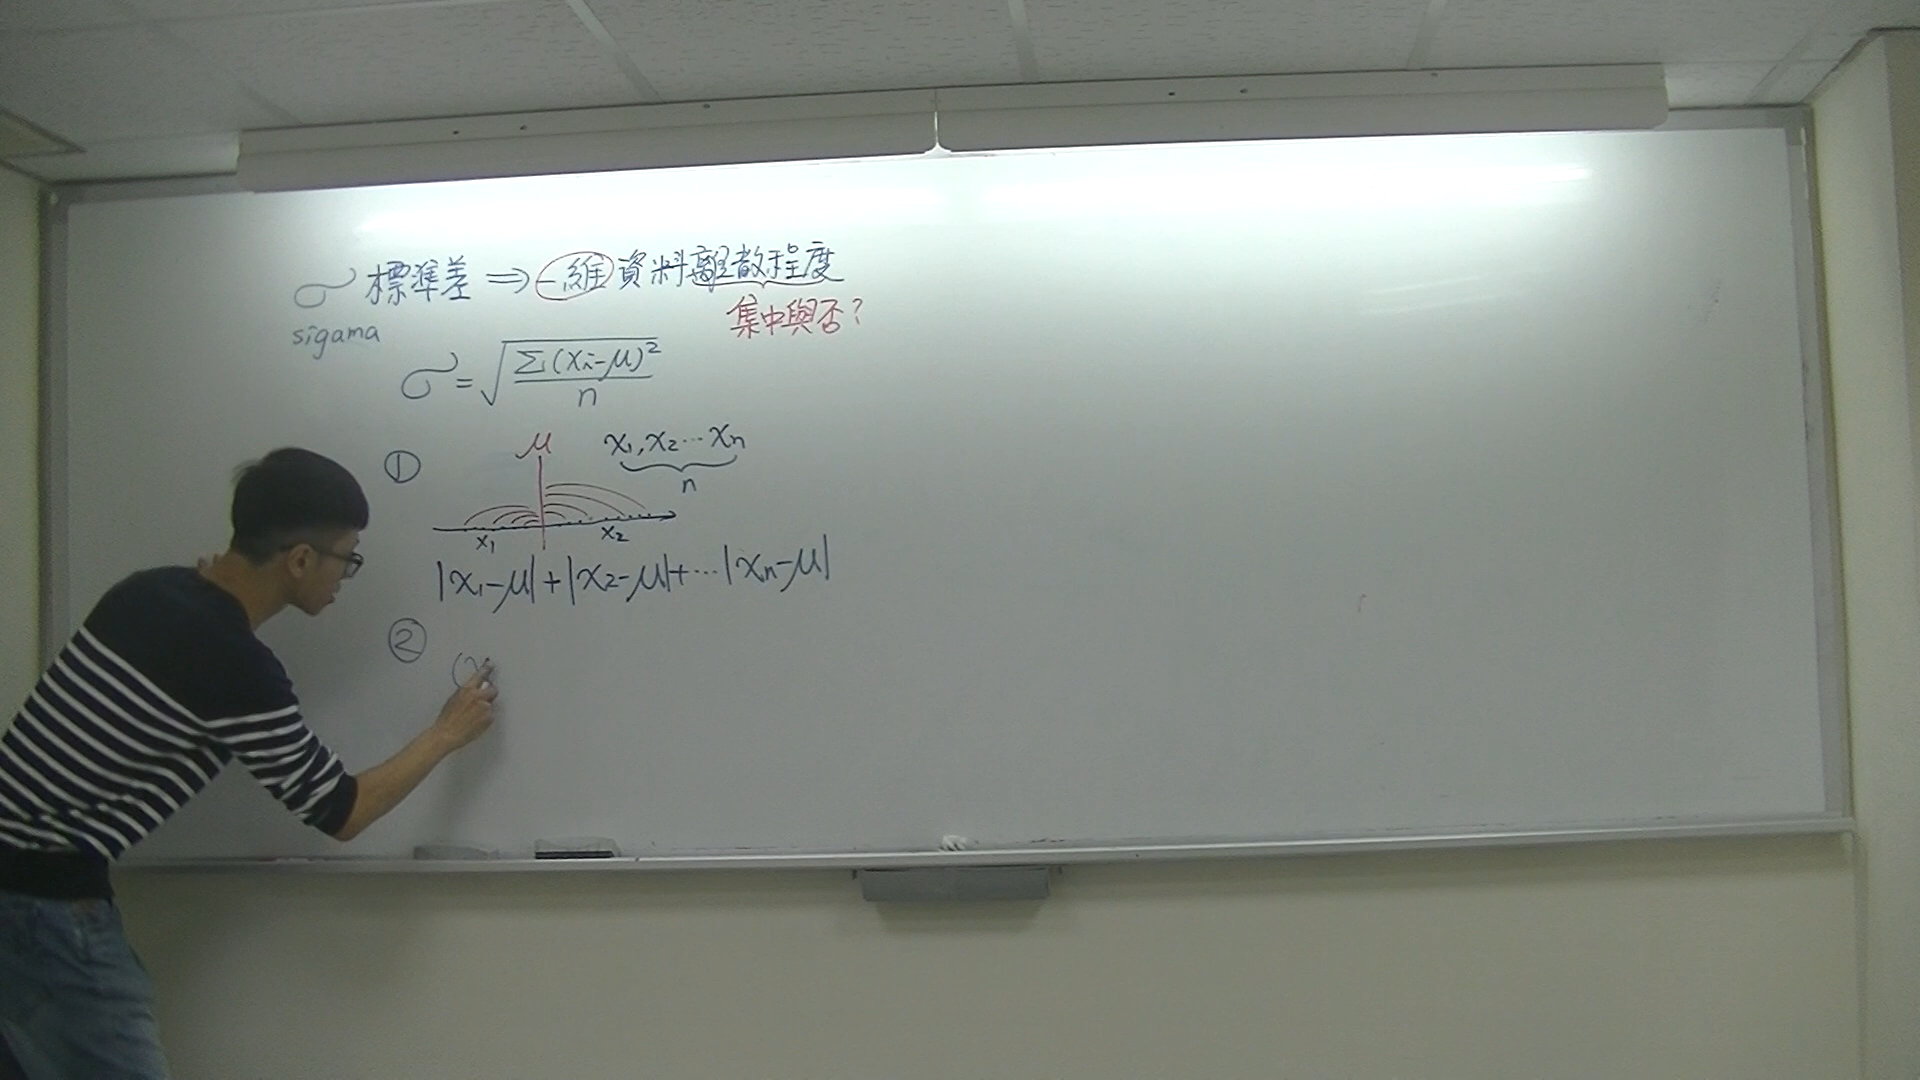 σ 標準差 ⇒ 一維資料離散程度
sigama
集中與否?
σ = √(Σ(xi-μ)²/n)
① μ x₁, x₂ … xn
n
x₁ x₂
|x₁-μ|+|x₂-μ|+…|xn-μ|
② (x